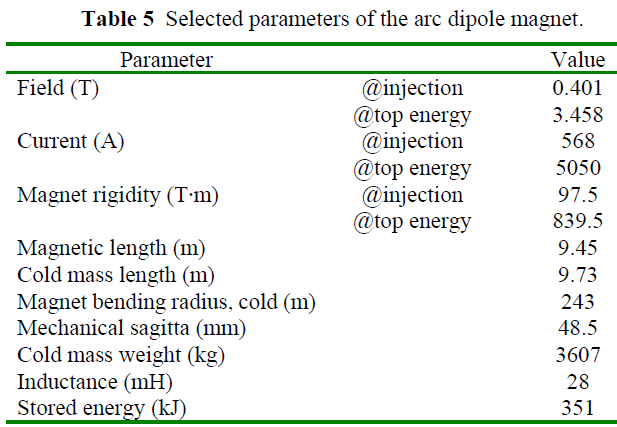 Table 5 Selected parameters of the arc dipole magnet.
Parameter Value
Field (T) @injection 0.401
@top energy 3.458
Current (A) @injection 568
@top energy 5050
Magnet rigidity (T·m) @injection 97.5
@top energy 839.5
Magnetic length (m) 9.45
Cold mass length (m) 9.73
Magnet bending radius, cold (m) 243
Mechanical sagitta (mm) 48.5
Cold mass weight (kg) 3607
Inductance (mH) 28
Stored energy (kJ) 351